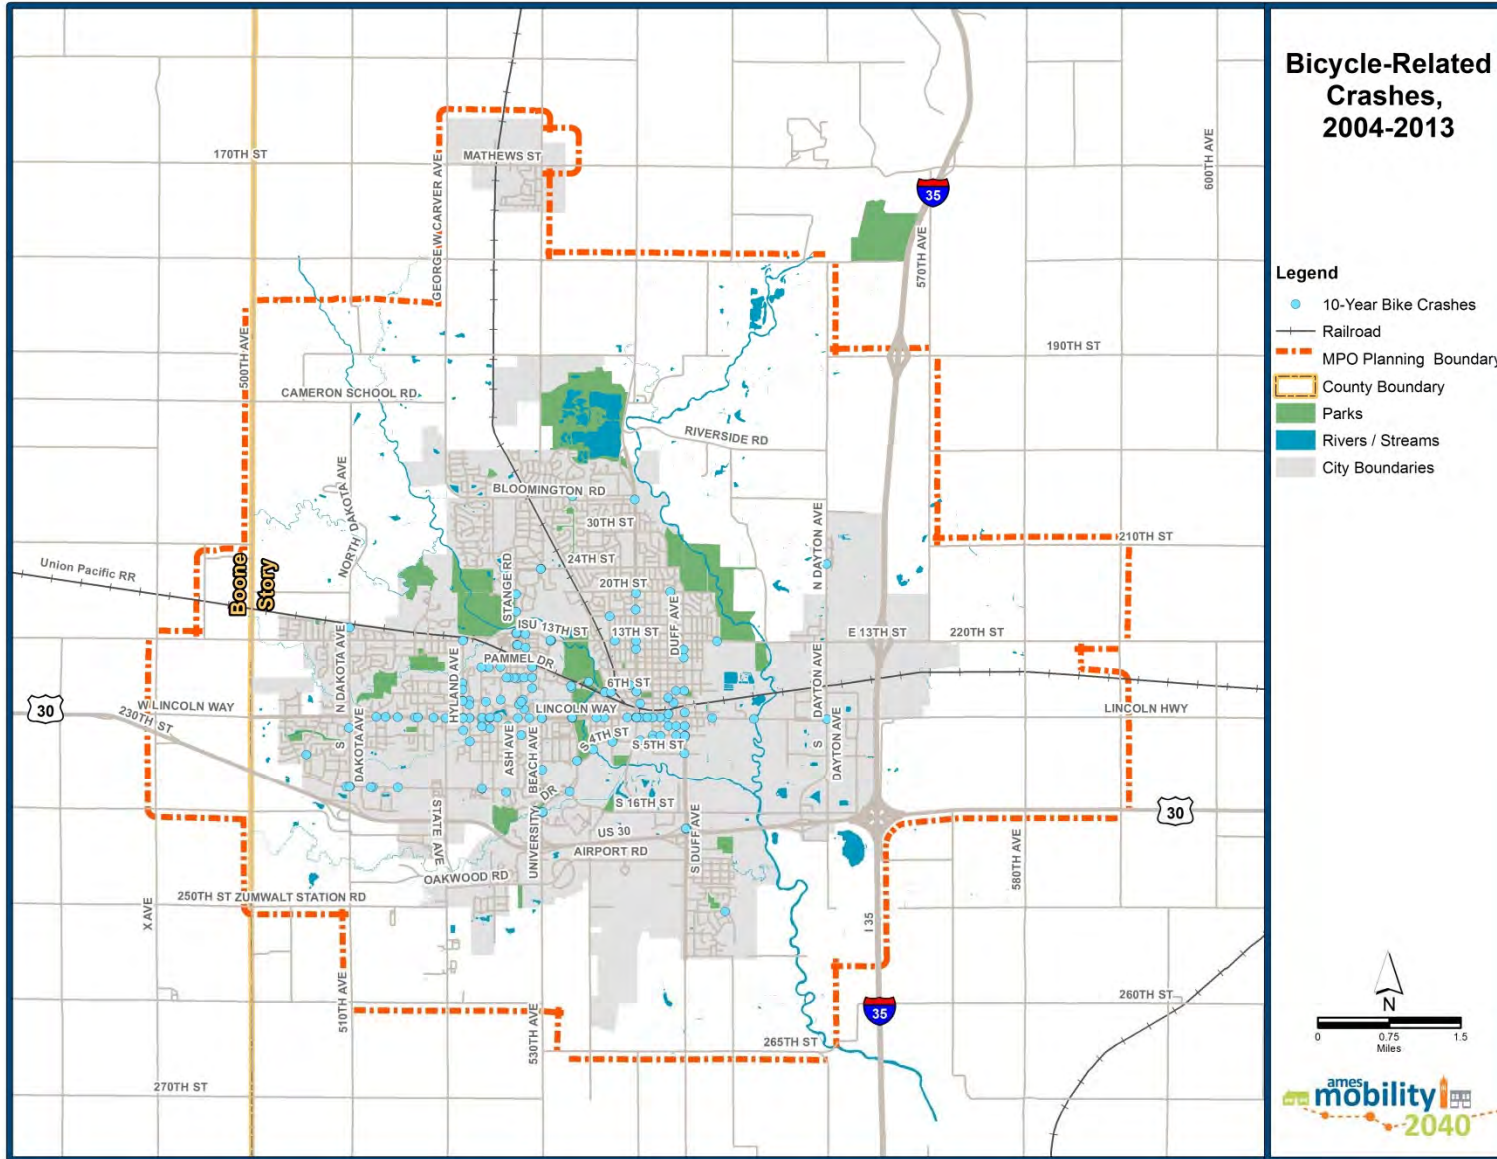 Bicycle-Related
Crashes,
2004-2013
Legend
10-Year Bike Crashes
Railroad
MPO Planning Boundary
County Boundary
Parks
Rivers / Streams
City Boundaries
N
0 0.75 1.5
Miles
ames
mobility
2040
170TH ST
MATHEWS ST
GEORGE W CARVER AVE
600TH AVE
35
570TH AVE
500TH AVE
190TH ST
CAMERON SCHOOL RD
RIVERSIDE RD
NORTH DAKOTA AVE
BLOOMINGTON RD
N DAYTON AVE
30TH ST
210TH ST
Union Pacific RR
Boone
Story
STANGE RD
24TH ST
20TH ST
DUFF AVE
ISU 13TH ST
13TH ST
E 13TH ST
220TH ST
N DAKOTA AVE
HYLAND AVE
PAMMEL DR
6TH ST
DAYTON AVE
30
W LINCOLN WAY
LINCOLN WAY
LINCOLN HWY
230TH ST
S
DAKOTA AVE
ASH AVE
BEACH AVE
S 4TH ST
S 5TH ST
S
DAYTON AVE
STATE AVE
UNIVERSITY
DR
S 16TH ST
30
US 30
AIRPORT RD
S DUFF AVE
580TH AVE
OAKWOOD RD
250TH ST ZUMWALT STATION RD
X AVE
I 35
510TH AVE
530TH AVE
260TH ST
35
265TH ST
270TH ST